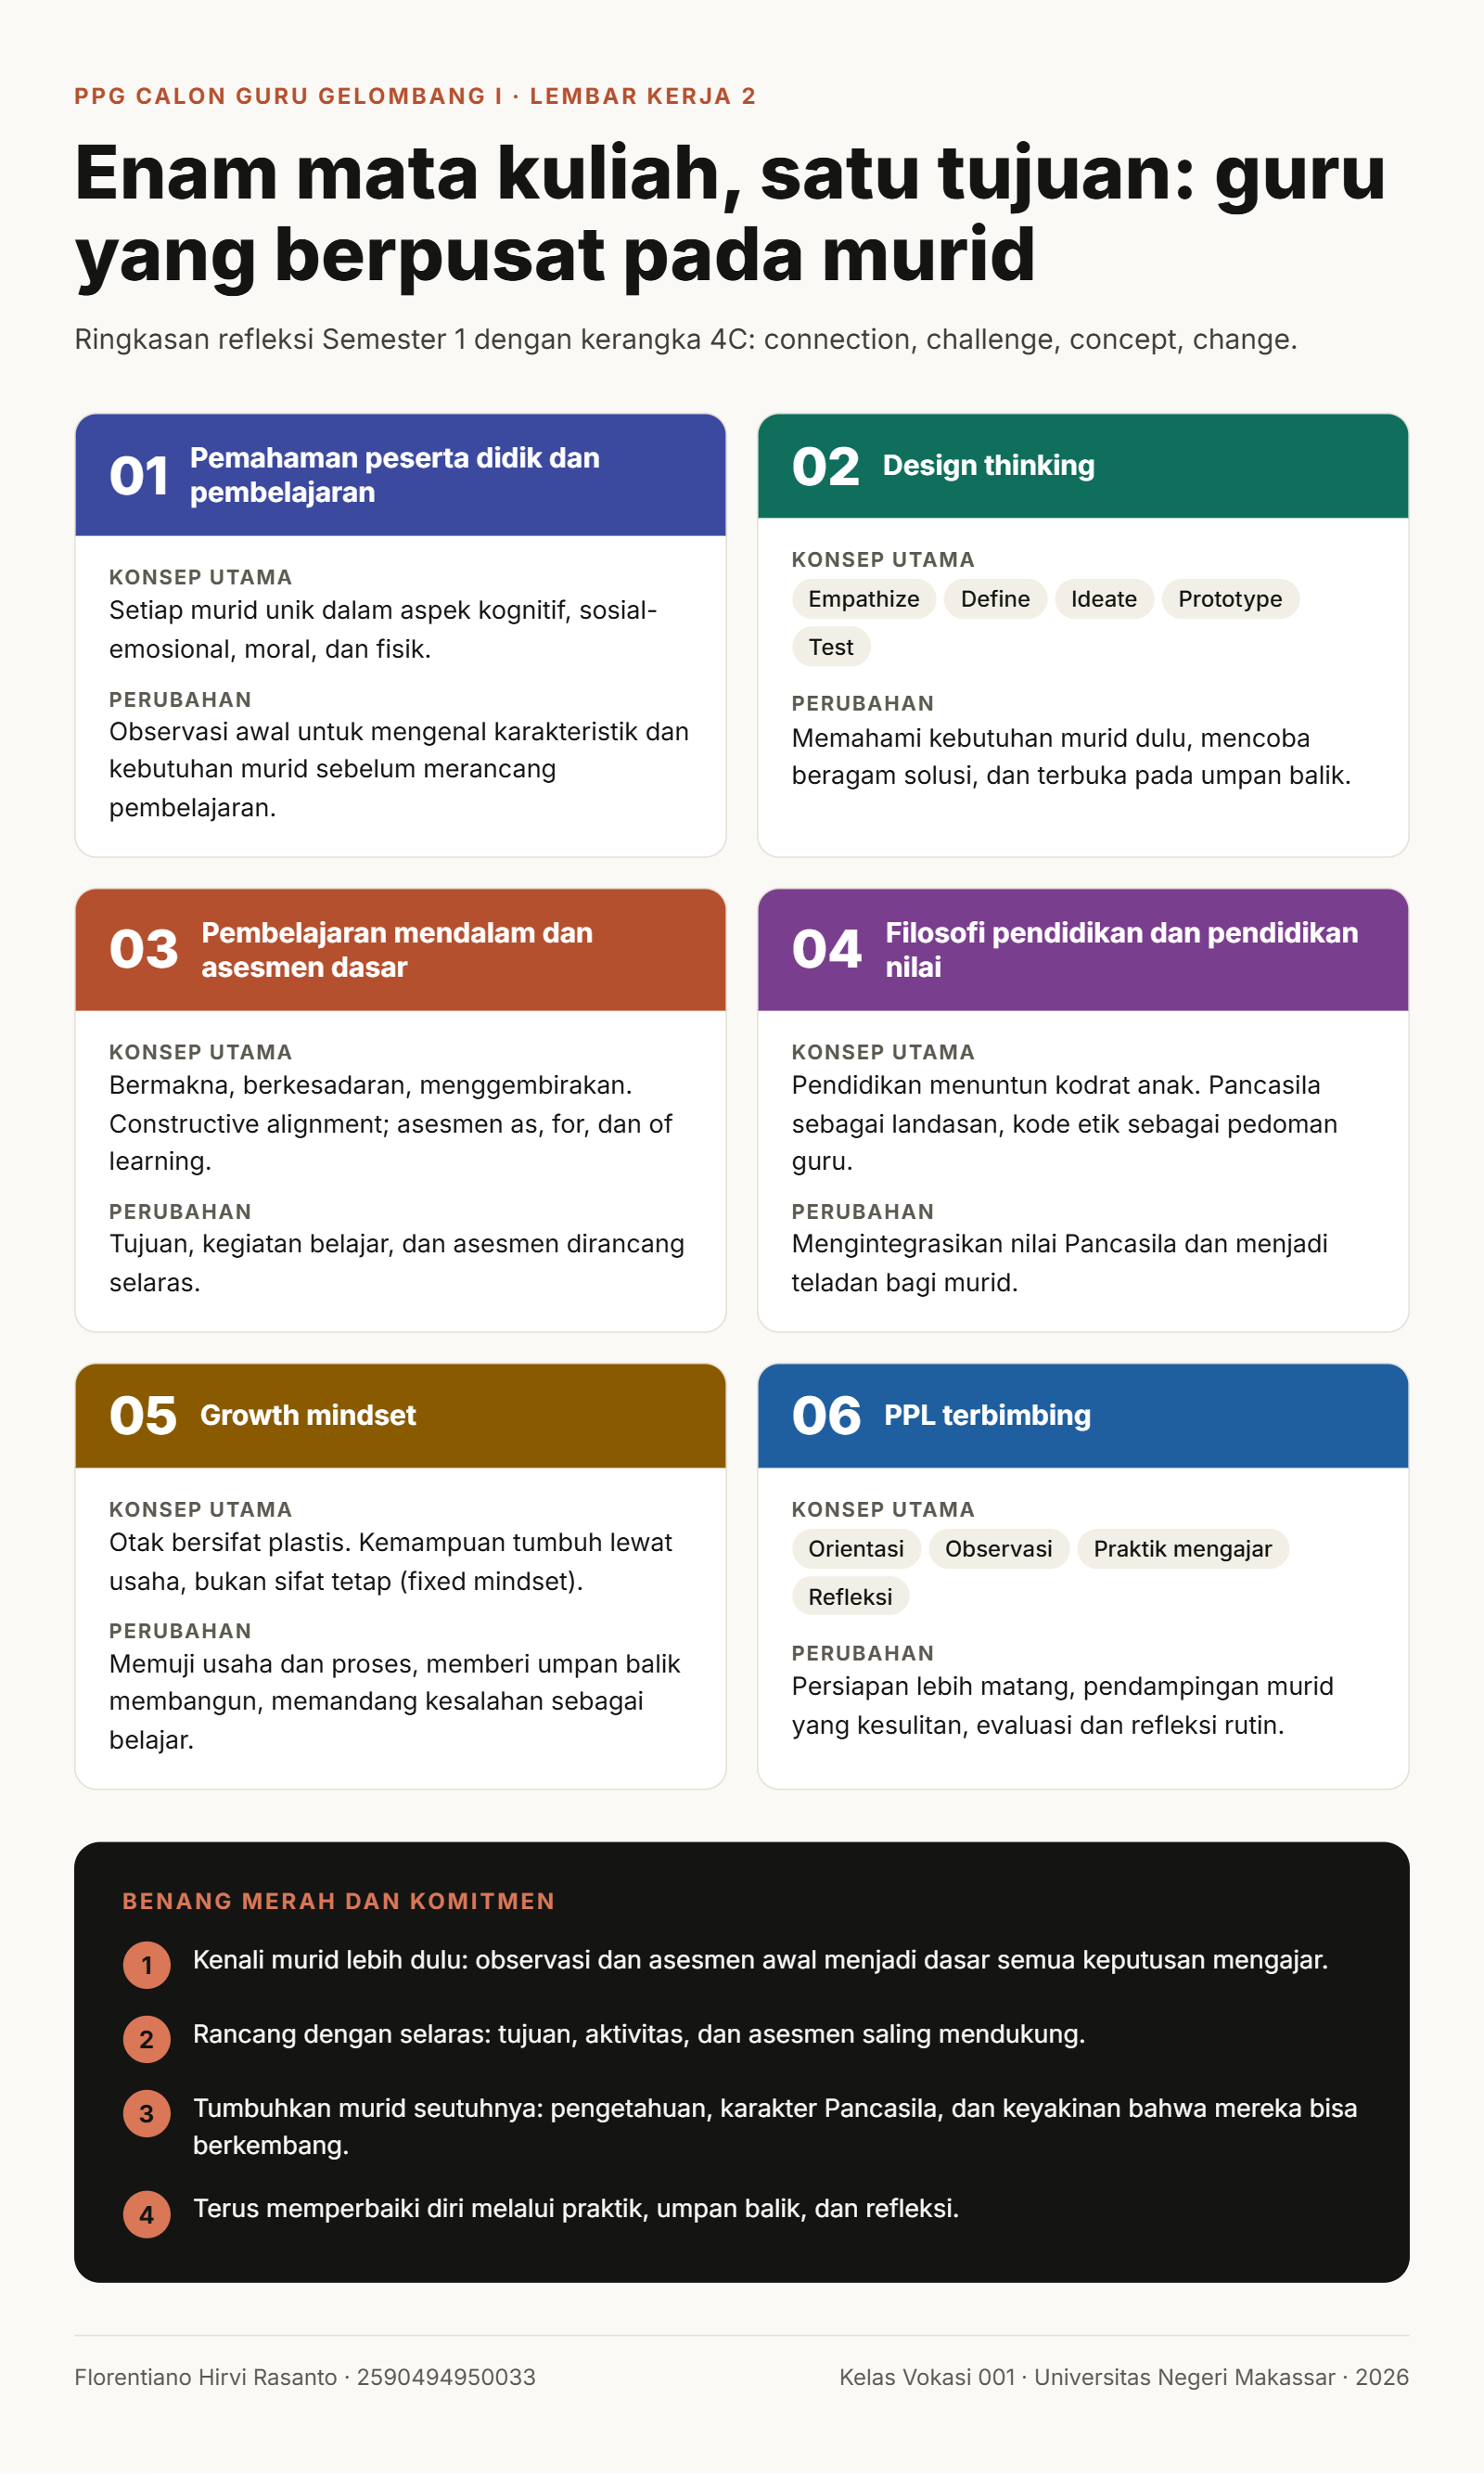 PPG CALON GURU GELOMBANG I · LEMBAR KERJA 2
Enam mata kuliah, satu tujuan: guru
yang berpusat pada murid
Ringkasan refleksi Semester 1 dengan kerangka 4C: connection, challenge, concept, change.
01
Pemahaman peserta didik dan
pembelajaran
KONSEP UTAMA
Setiap murid unik dalam aspek kognitif, sosial-
emosional, moral, dan fisik.
PERUBAHAN
Observasi awal untuk mengenal karakteristik dan
kebutuhan murid sebelum merancang
pembelajaran.
02
Design thinking
KONSEP UTAMA
Empathize Define Ideate Prototype
Test
PERUBAHAN
Memahami kebutuhan murid dulu, mencoba
beragam solusi, dan terbuka pada umpan balik.
03
Pembelajaran mendalam dan
asesmen dasar
KONSEP UTAMA
Bermakna, berkesadaran, menggembirakan.
Constructive alignment; asesmen as, for, dan of
learning.
PERUBAHAN
Tujuan, kegiatan belajar, dan asesmen dirancang
selaras.
04
Filosofi pendidikan dan pendidikan
nilai
KONSEP UTAMA
Pendidikan menuntun kodrat anak. Pancasila
sebagai landasan, kode etik sebagai pedoman
guru.
PERUBAHAN
Mengintegrasikan nilai Pancasila dan menjadi
teladan bagi murid.
05
Growth mindset
KONSEP UTAMA
Otak bersifat plastis. Kemampuan tumbuh lewat
usaha, bukan sifat tetap (fixed mindset).
PERUBAHAN
Memuji usaha dan proses, memberi umpan balik
membangun, memandang kesalahan sebagai
belajar.
06
PPL terbimbing
KONSEP UTAMA
Orientasi Observasi Praktik mengajar
Refleksi
PERUBAHAN
Persiapan lebih matang, pendampingan murid
yang kesulitan, evaluasi dan refleksi rutin.
BENANG MERAH DAN KOMITMEN
1 Kenali murid lebih dulu: observasi dan asesmen awal menjadi dasar semua keputusan mengajar.
2 Rancang dengan selaras: tujuan, aktivitas, dan asesmen saling mendukung.
3 Tumbuhkan murid seutuhnya: pengetahuan, karakter Pancasila, dan keyakinan bahwa mereka bisa
berkembang.
4 Terus memperbaiki diri melalui praktik, umpan balik, dan refleksi.
Florentiano Hirvi Rasanto · 2590494950033
Kelas Vokasi 001 · Universitas Negeri Makassar · 2026